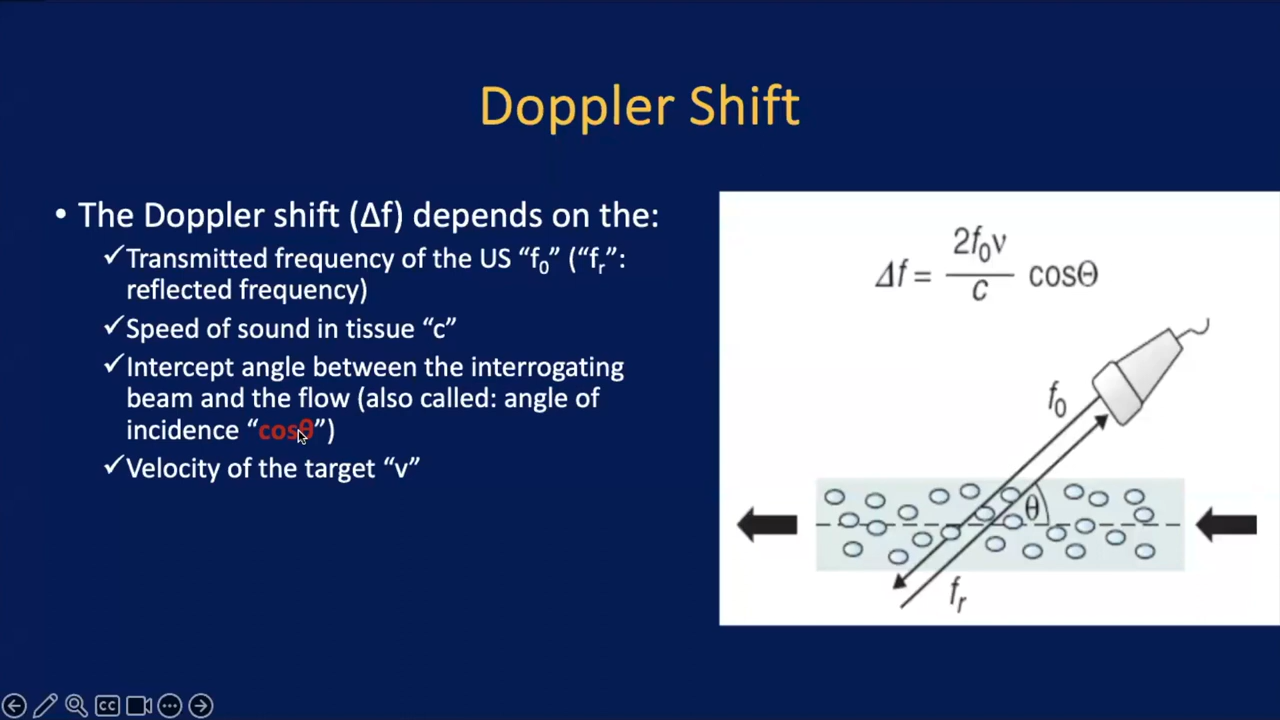 Doppler Shift
• The Doppler shift (Δf) depends on the:
✓Transmitted frequency of the US “f₀” (“fᵣ”:
reflected frequency)
✓Speed of sound in tissue “c”
✓Intercept angle between the interrogating
beam and the flow (also called: angle of
incidence “cosθ”)
✓Velocity of the target “v”
Δf = 2f₀v / c cosΘ
f₀
θ
fᵣ
CC